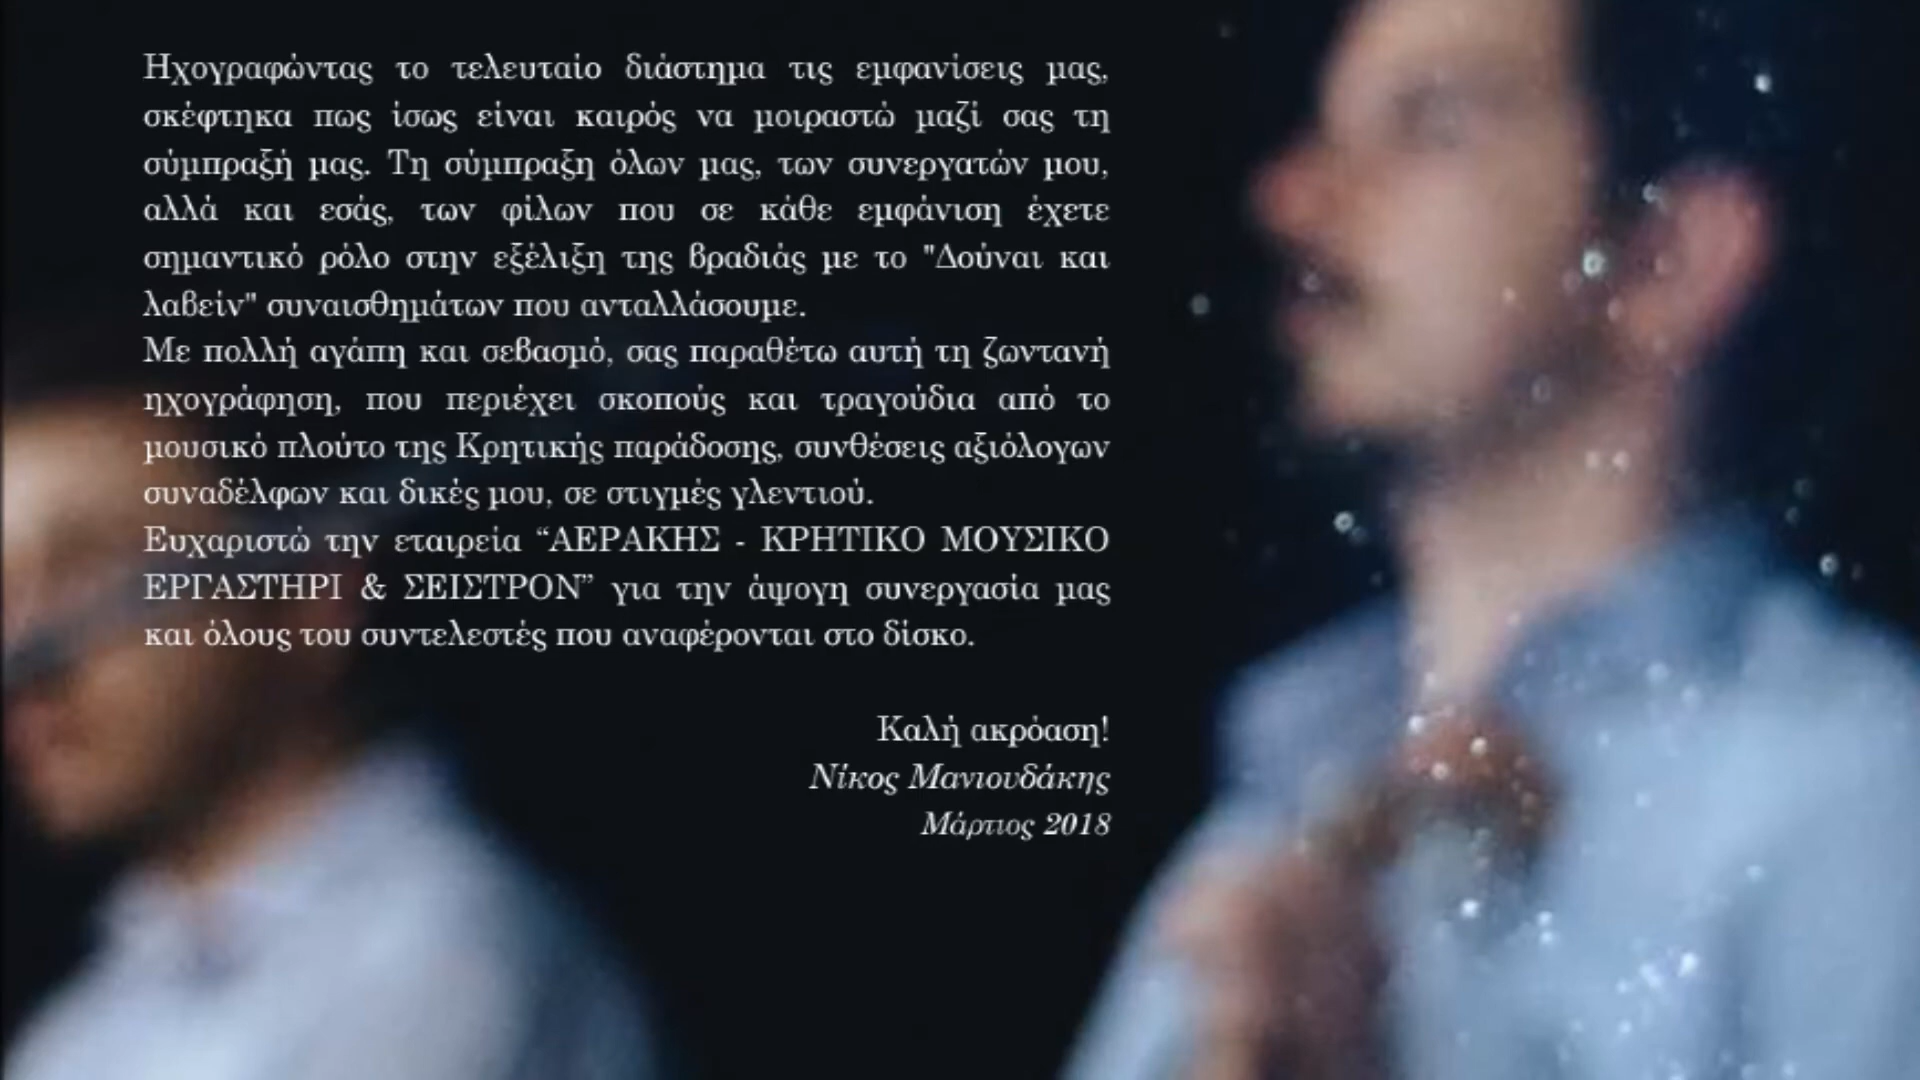 Ηχογραφώντας το τελευταίο διάστημα τις εμφανίσεις μας,
σκέφτηκα πως ίσως είναι καιρός να μοιραστώ μαζί σας τη
σύμπραξή μας. Τη σύμπραξη όλων μας, των συνεργατών μου,
αλλά και εσάς, των φίλων που σε κάθε εμφάνιση έχετε
σημαντικό ρόλο στην εξέλιξη της βραδιάς με το "Δούναι και
λαβείν" συναισθημάτων που ανταλλάσουμε.
Με πολλή αγάπη και σεβασμό, σας παραθέτω αυτή τη ζωντανή
ηχογράφηση, που περιέχει σκοπούς και τραγούδια από το
μουσικό πλούτο της Κρητικής παράδοσης, συνθέσεις αξιόλογων
συναδέλφων και δικές μου, σε στιγμές γλεντιού.
Ευχαριστώ την εταιρεία “ΑΕΡΑΚΗΣ - ΚΡΗΤΙΚΟ ΜΟΥΣΙΚΟ
ΕΡΓΑΣΤΗΡΙ & ΣΕΙΣΤΡΟΝ” για την άψογη συνεργασία μας
και όλους του συντελεστές που αναφέρονται στο δίσκο.
Καλή ακρόαση!
Νίκος Μανιουδάκης
Μάρτιος 2018